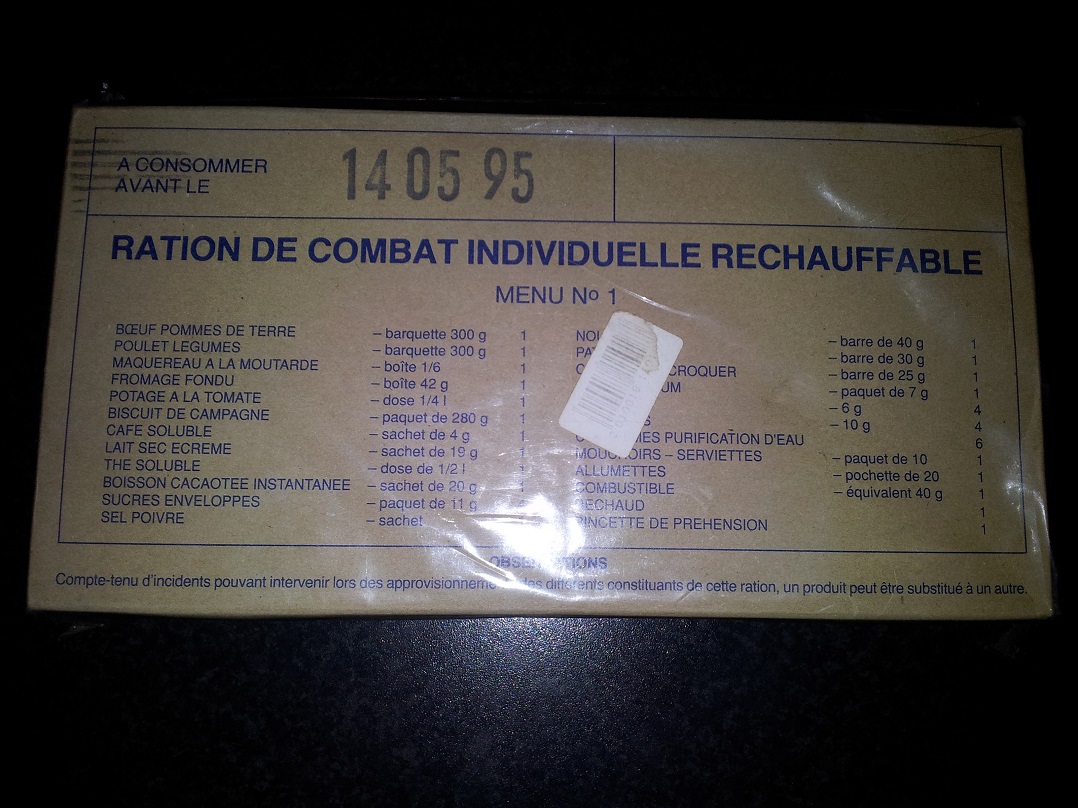 A CONSOMMER
AVANT LE
14 05 95
RATION DE COMBAT INDIVIDUELLE RECHAUFFABLE
MENU Nº 1
BŒUF POMMES DE TERRE – barquette 300 g 1
POULET LEGUMES – barquette 300 g 1
MAQUEREAU A LA MOUTARDE – boîte 1/6 1
FROMAGE FONDU – boîte 42 g 1
POTAGE A LA TOMATE – dose 1/4 l 1
BISCUIT DE CAMPAGNE – paquet de 280 g 1
CAFE SOLUBLE – sachet de 4 g 1
LAIT SEC ECREME – sachet de 19 g 1
THE SOLUBLE – dose de 1/2 l 1
BOISSON CACAOTEE INSTANTANEE – sachet de 20 g 1
SUCRES ENVELOPPES – paquet de 11 g
SEL POIVRE – sachet
– barre de 40 g 1
– barre de 30 g 1
CROQUER – barre de 25 g 1
– paquet de 7 g 1
– 6 g 4
– 10 g 4
PURIFICATION D'EAU 6
MOUCHOIRS – SERVIETTES – paquet de 10 1
ALLUMETTES – pochette de 20 1
COMBUSTIBLE – équivalent 40 g 1
RECHAUD 1
PINCETTE DE PREHENSION 1
OBSERVATIONS
Compte-tenu d'incidents pouvant intervenir lors des approvisionnements des différents constituants de cette ration, un produit peut être substitué à un autre.